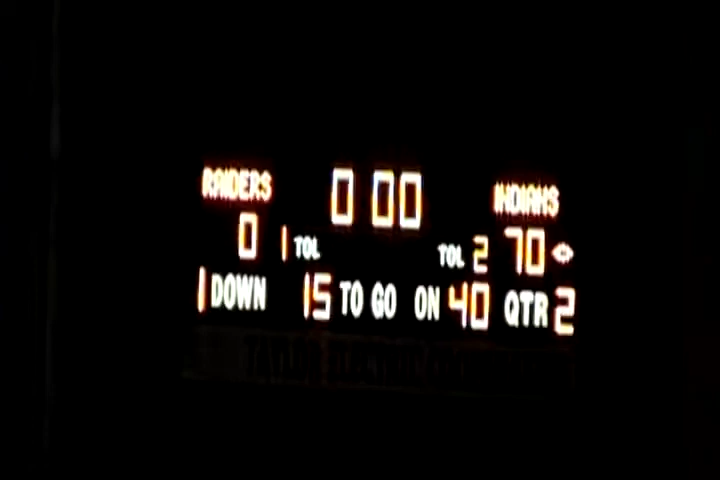 RAIDERS 0 00 INDIANS
0 1 TOL TOL 2 70
1 DOWN 15 TO GO ON 40 QTR 2